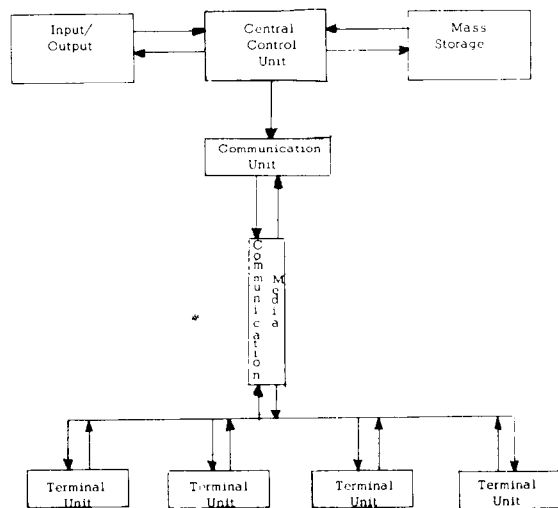 Input/
Output
Central
Control
Unit
Mass
Storage
Communication
Unit
Communication
Media
Terminal
Unit
Terminal
Unit
Terminal
Unit
Terminal
Unit